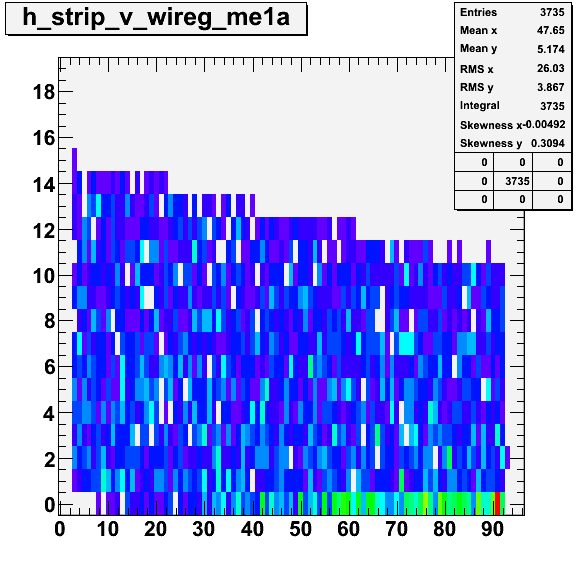 h_strip_v_wireg_me1a
Entries 3735
Mean x 47.65
Mean y 5.174
RMS x 26.03
RMS y 3.867
Integral 3735
Skewness x-0.00492
Skewness y 0.3094
0 0 0
0 3735 0
0 0 0
18
16
14
12
10
8
6
4
2
0
0 10 20 30 40 50 60 70 80 90